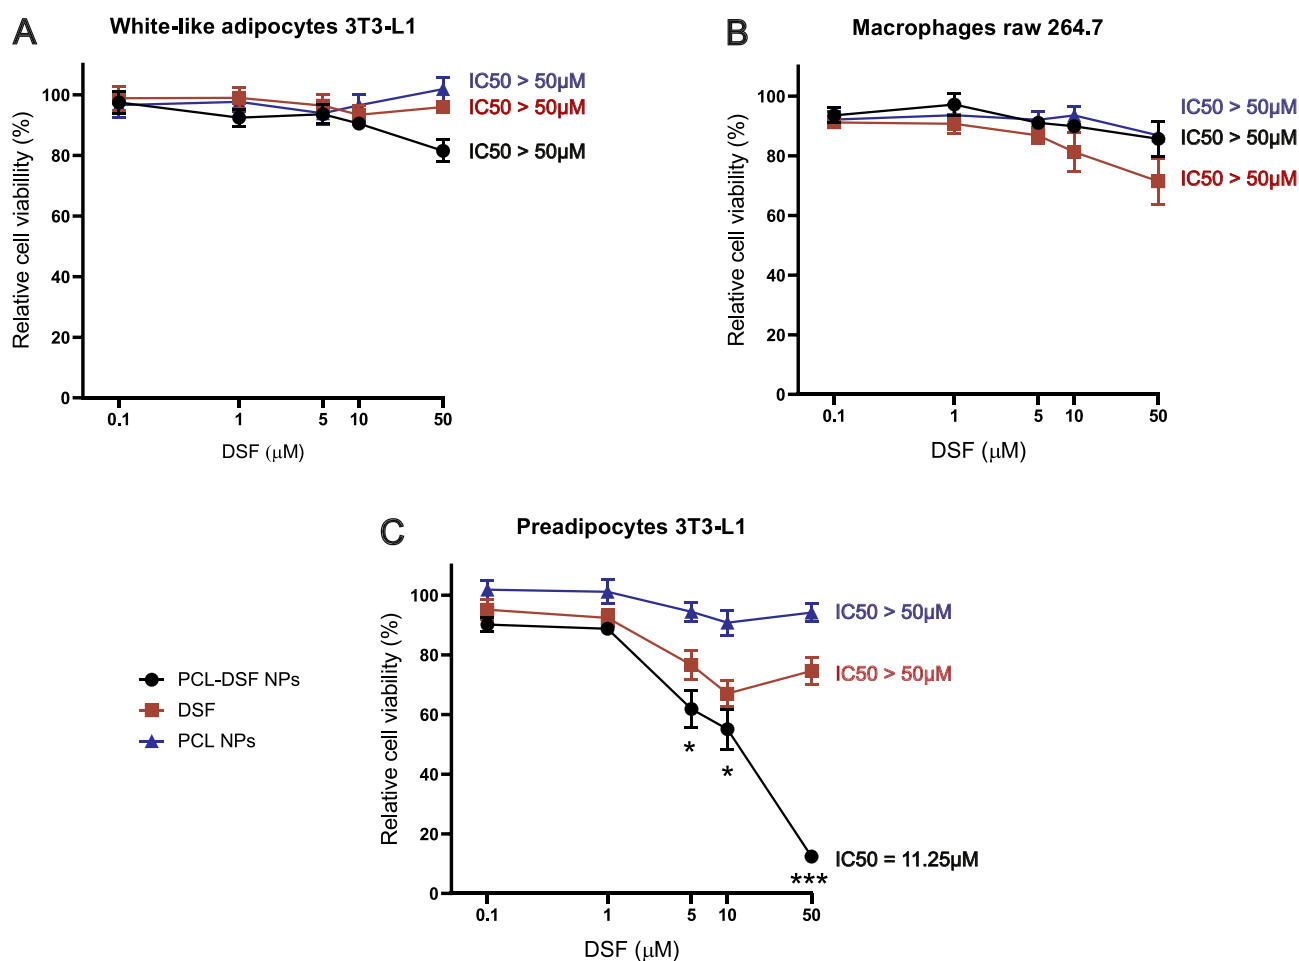 A
White-like adipocytes 3T3-L1
Relative cell viability (%)
100
80
60
40
20
0
0.1
1
5
10
50
DSF (μM)
IC50 > 50μM
IC50 > 50μM
IC50 > 50μM
B
Macrophages raw 264.7
Relative cell viability (%)
100
80
60
40
20
0
0.1
1
5
10
50
DSF (μM)
IC50 > 50μM
IC50 > 50μM
IC50 > 50μM
C
Preadipocytes 3T3-L1
Relative cell viability (%)
100
80
60
40
20
0
0.1
1
5
10
50
DSF (μM)
IC50 > 50μM
IC50 > 50μM
*
*
IC50 = 11.25μM
***
PCL-DSF NPs
DSF
PCL NPs